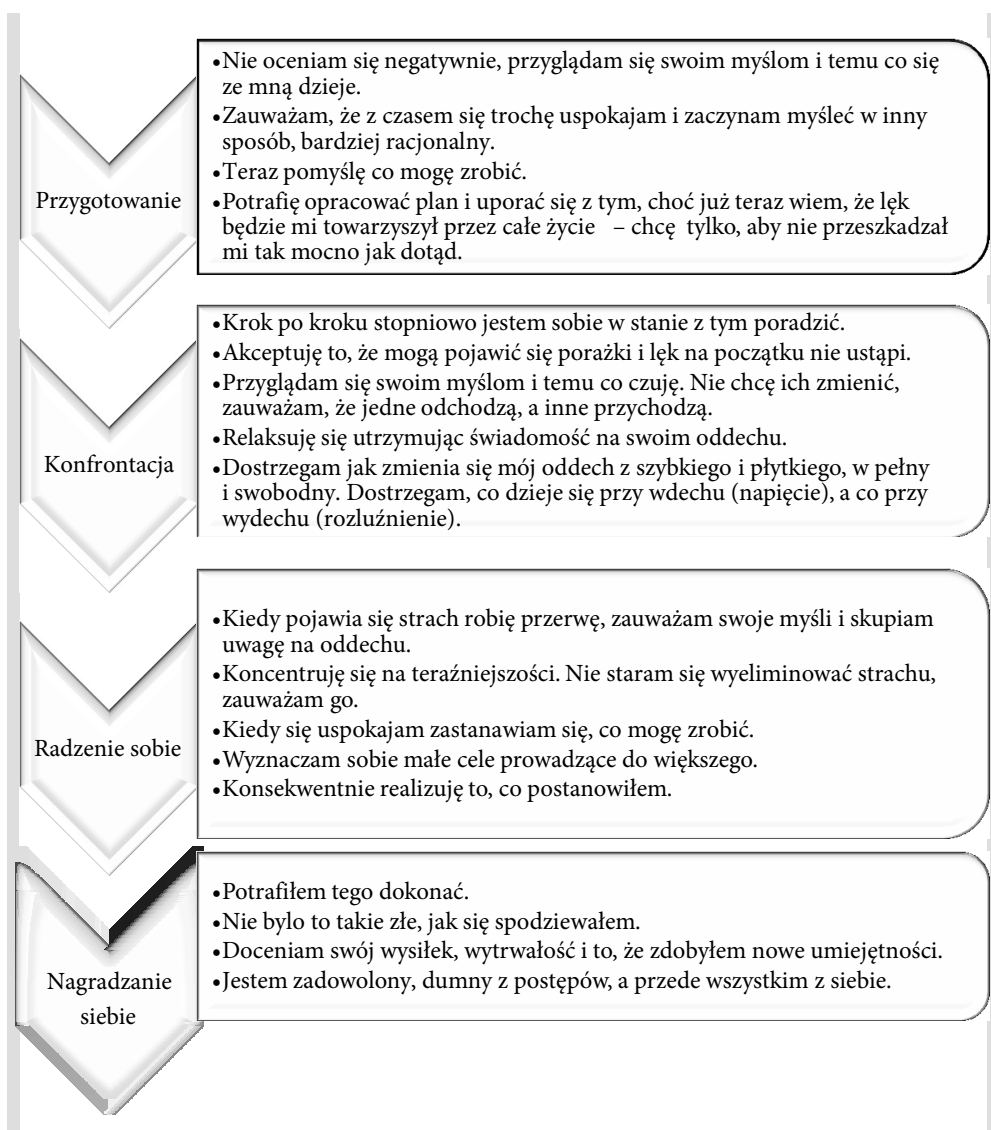 Przygotowanie
•Nie oceniam się negatywnie, przyglądam się swoim myślom i temu co się
ze mną dzieje.
•Zauważam, że z czasem się trochę uspokajam i zaczynam myśleć w inny
sposób, bardziej racjonalny.
•Teraz pomyślę co mogę zrobić.
•Potrafię opracować plan i uporać się z tym, choć już teraz wiem, że lęk
będzie mi towarzyszył przez całe życie – chcę tylko, aby nie przeszkadzał
mi tak mocno jak dotąd.
Konfrontacja
•Krok po kroku stopniowo jestem sobie w stanie z tym poradzić.
•Akceptuję to, że mogą pojawić się porażki i lęk na początku nie ustąpi.
•Przyglądam się swoim myślom i temu co czuję. Nie chcę ich zmienić,
zauważam, że jedne odchodzą, a inne przychodzą.
•Relaksuję się utrzymując świadomość na swoim oddechu.
•Dostrzegam jak zmienia się mój oddech z szybkiego i płytkiego, w pełny
i swobodny. Dostrzegam, co dzieje się przy wdechu (napięcie), a co przy
wydechu (rozluźnienie).
Radzenie sobie
•Kiedy pojawia się strach robię przerwę, zauważam swoje myśli i skupiam
uwagę na oddechu.
•Koncentruję się na teraźniejszości. Nie staram się wyeliminować strachu,
zauważam go.
•Kiedy się uspokajam zastanawiam się, co mogę zrobić.
•Wyznaczam sobie małe cele prowadzące do większego.
•Konsekwentnie realizuję to, co postanowiłem.
Nagradzanie
siebie
•Potrafiłem tego dokonać.
•Nie bylo to takie złe, jak się spodziewałem.
•Doceniam swój wysiłek, wytrwałość i to, że zdobyłem nowe umiejętności.
•Jestem zadowolony, dumny z postępów, a przede wszystkim z siebie.